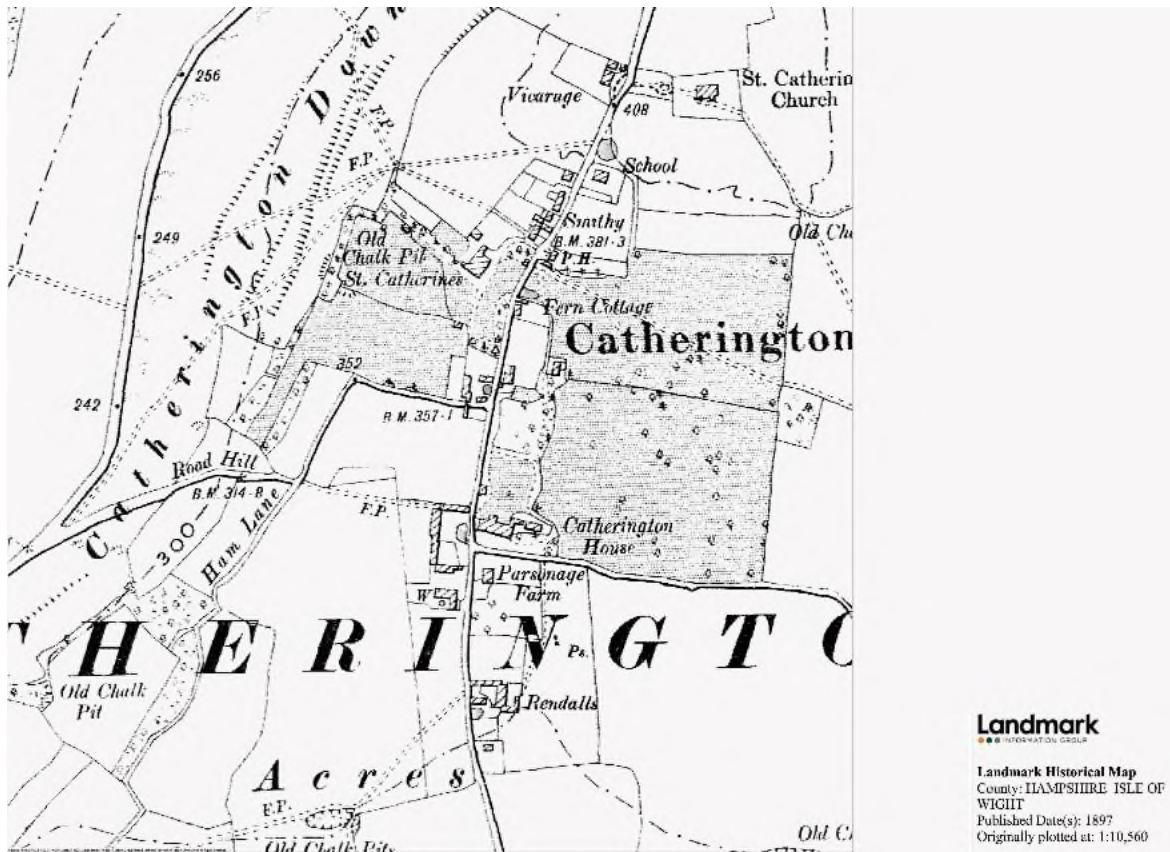 256
Vicarage
408
St. Catherin
Church
F.P.
F.P.
School
249
Old
Chalk Pit
St. Catherines
Smithy
B.M. 381·3
P.H.
Old Ch
F.P.
Fern Cottage
Catherington
Catherington Down
352
242
B.M. 357·1
Road Hill
B.M. 314·8
F.P.
300
Ham Lane
Catherington
House
Parsonage
Farm
W
THERINGTO
Ps.
Old Chalk
Pit
Rendalls
Acres
F.P.
Old Chalk Pits
Old C
Landmark
INFORMATION GROUP
Landmark Historical Map
County: HAMPSHIRE ISLE OF
WIGHT
Published Date(s): 1897
Originally plotted at: 1:10,560